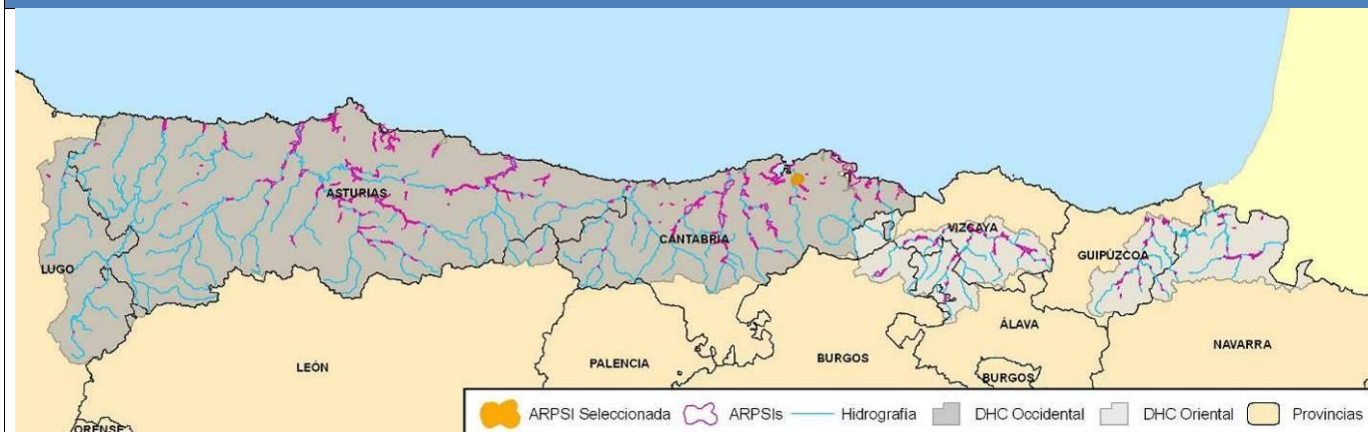 ASTURIAS
CANTABRIA
VIZCAYA
GUIPÚZCOA
LUGO
ÁLAVA
NAVARRA
LEÓN
PALENCIA
BURGOS
BURGOS
ORENSE
ARPSI Seleccionada ARPSIs Hidrografía DHC Occidental DHC Oriental Provincias